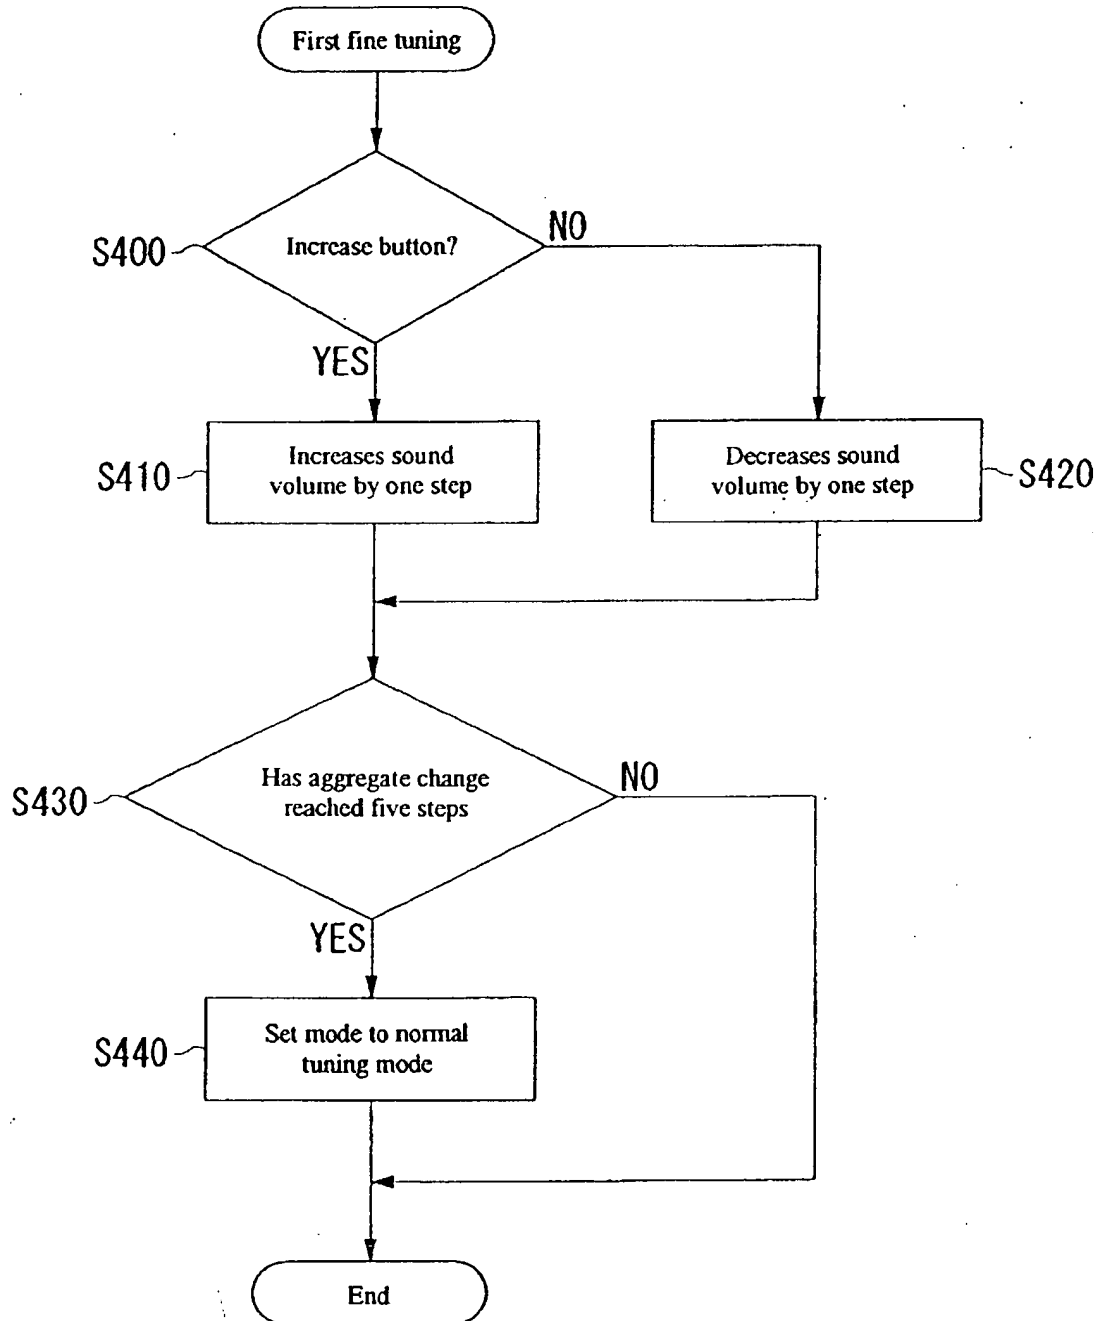 First fine tuning
S400
Increase button?
NO
YES
S410
Increases sound
volume by one step
Decreases sound
volume by one step
S420
S430
Has aggregate change
reached five steps
NO
YES
S440
Set mode to normal
tuning mode
End